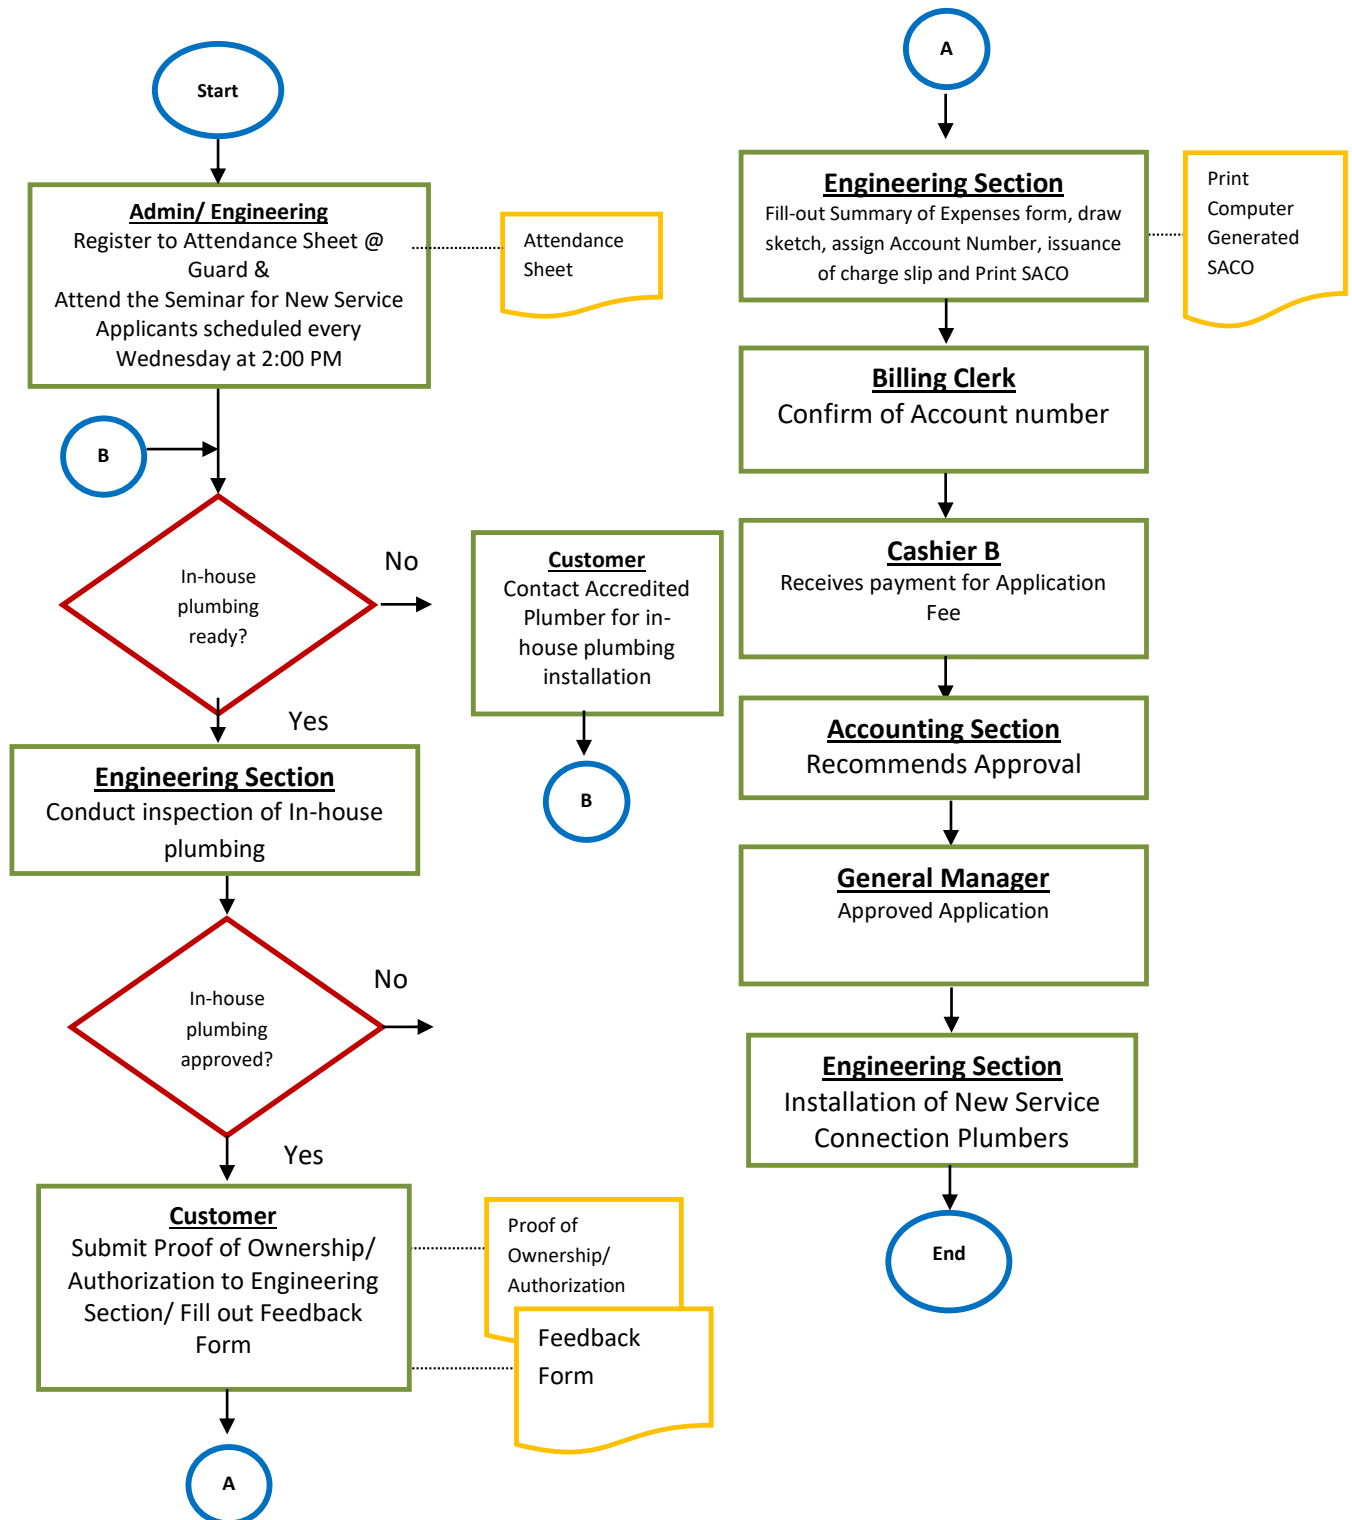 Start
Admin/ Engineering
Register to Attendance Sheet @
Guard &
Attend the Seminar for New Service
Applicants scheduled every
Wednesday at 2:00 PM
Attendance
Sheet
B
In-house
plumbing
ready?
No
Yes
Customer
Contact Accredited
Plumber for in-
house plumbing
installation
B
Engineering Section
Conduct inspection of In-house
plumbing
In-house
plumbing
approved?
No
Yes
Customer
Submit Proof of Ownership/
Authorization to Engineering
Section/ Fill out Feedback
Form
Proof of
Ownership/
Authorization
Feedback
Form
A
A
Engineering Section
Fill-out Summary of Expenses form, draw
sketch, assign Account Number, issuance
of charge slip and Print SACO
Print
Computer
Generated
SACO
Billing Clerk
Confirm of Account number
Cashier B
Receives payment for Application
Fee
Accounting Section
Recommends Approval
General Manager
Approved Application
Engineering Section
Installation of New Service
Connection Plumbers
End